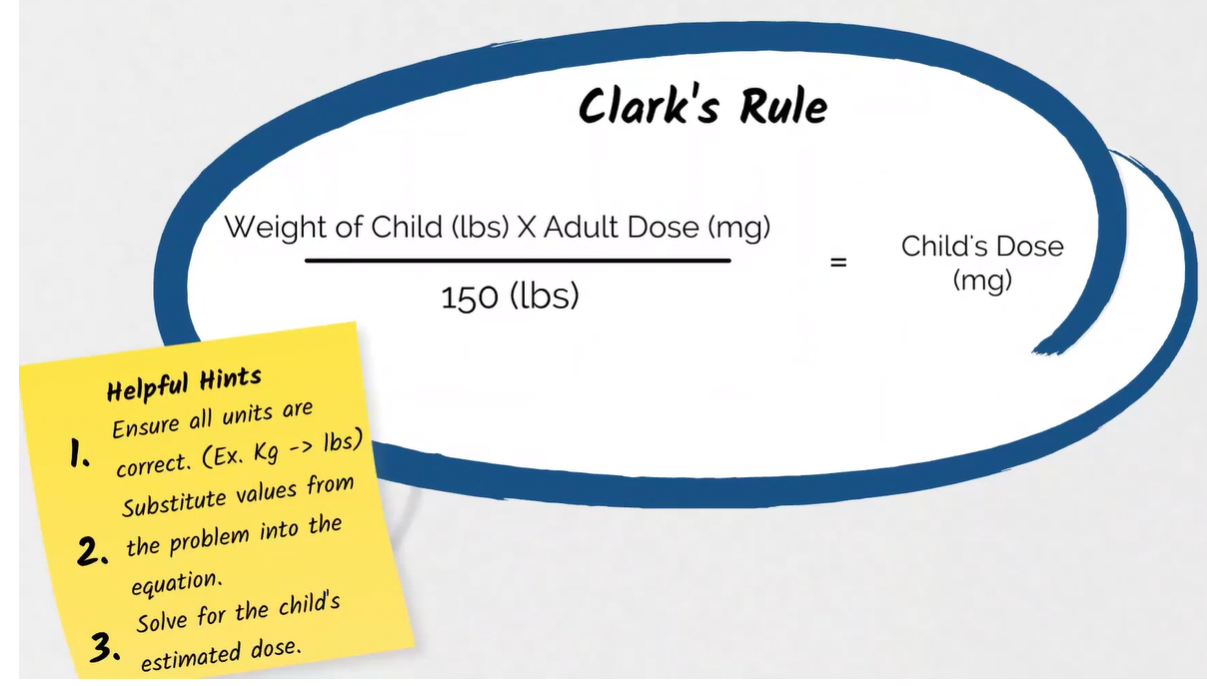 Clark's Rule
Weight of Child (lbs) X Adult Dose (mg)
150 (lbs)
=
Child's Dose
(mg)
Helpful Hints
1. Ensure all units are
correct. (Ex. Kg -> lbs)
2. Substitute values from
the problem into the
equation.
3. Solve for the child's
estimated dose.